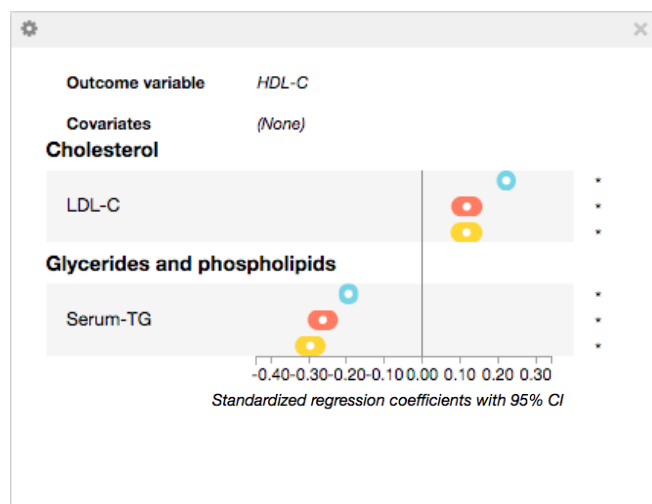 Outcome variable HDL-C
Covariates (None)
Cholesterol
*
LDL-C *
*
Glycerides and phospholipids
*
Serum-TG *
*
-0.40 -0.30 -0.20 -0.10 0.00 0.10 0.20 0.30
Standardized regression coefficients with 95% CI